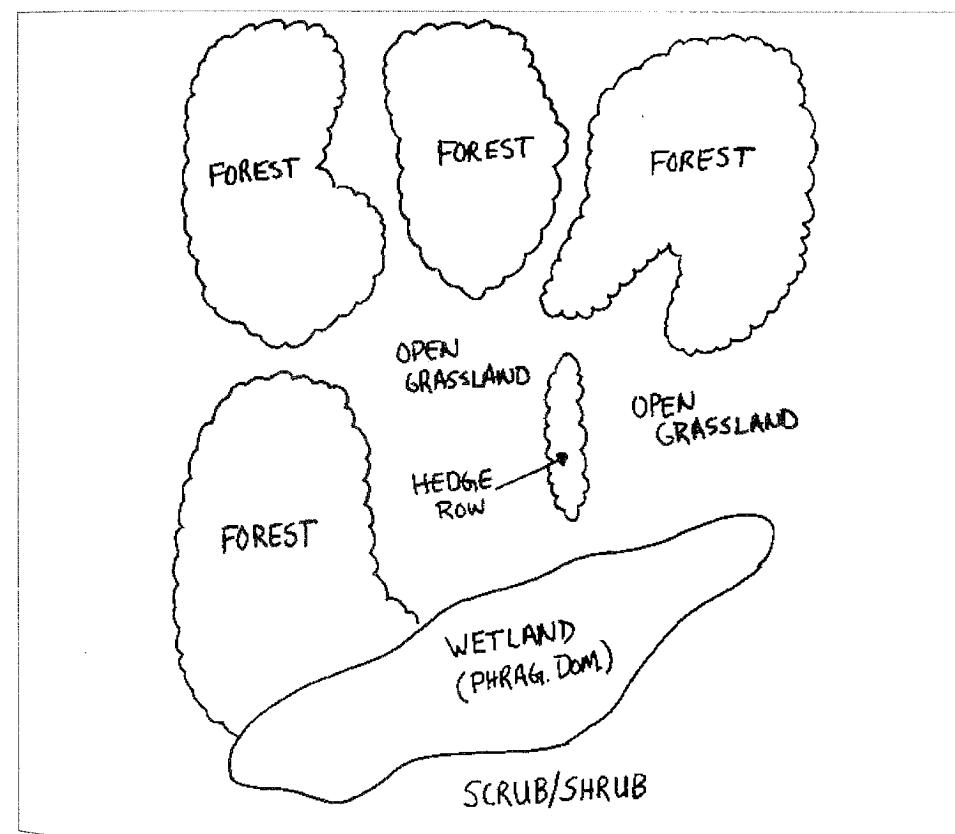 FOREST
FOREST
FOREST
OPEN
GRASSLAND
OPEN
GRASSLAND
HEDGE
ROW
FOREST
WETLAND
(PHRAG. DOM.)
SCRUB/SHRUB